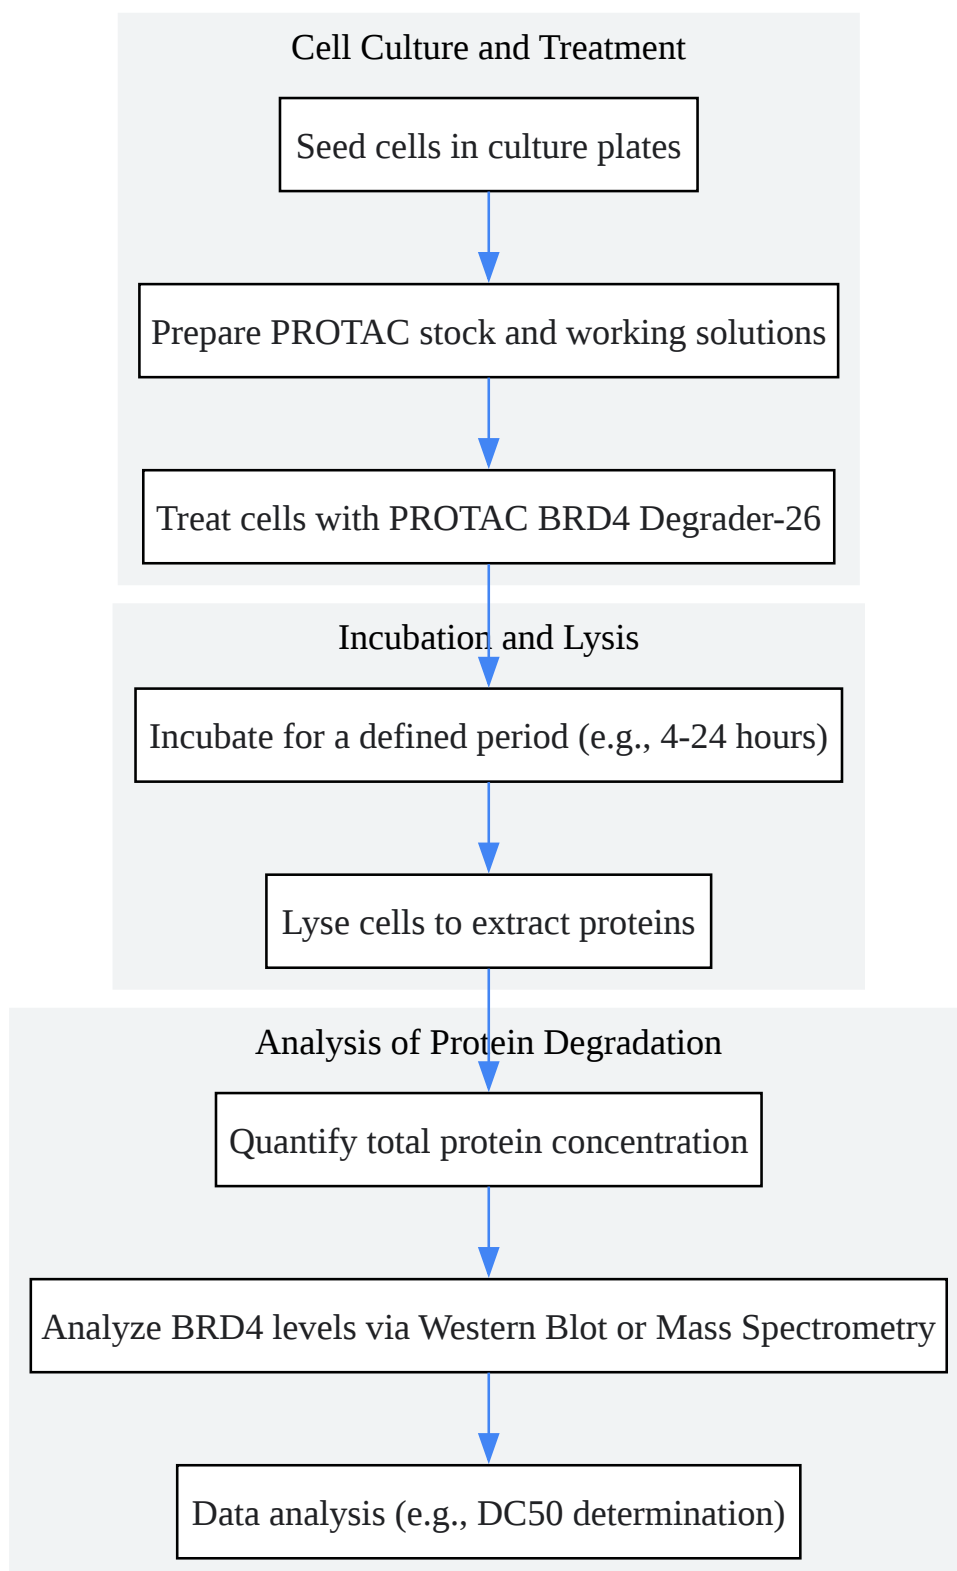 Cell Culture and Treatment
Seed cells in culture plates
Prepare PROTAC stock and working solutions
Treat cells with PROTAC BRD4 Degrader-26
Incubation and Lysis
Incubate for a defined period (e.g., 4-24 hours)
Lyse cells to extract proteins
Analysis of Protein Degradation
Quantify total protein concentration
Analyze BRD4 levels via Western Blot or Mass Spectrometry
Data analysis (e.g., DC50 determination)